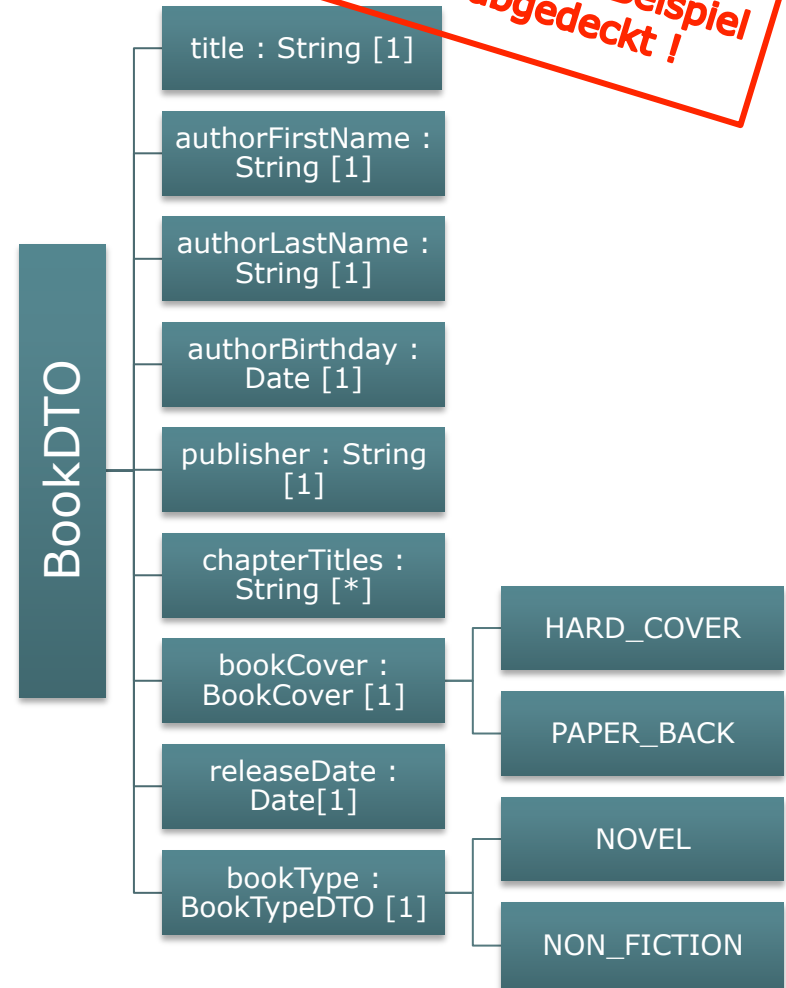 Beispiel
abgedeckt !
title : String [1]
authorFirstName :
String [1]
authorLastName :
String [1]
authorBirthday :
Date [1]
BookDTO
publisher : String
[1]
chapterTitles :
String [*]
bookCover :
BookCover [1]
HARD_COVER
PAPER_BACK
releaseDate :
Date[1]
bookType :
BookTypeDTO [1]
NOVEL
NON_FICTION